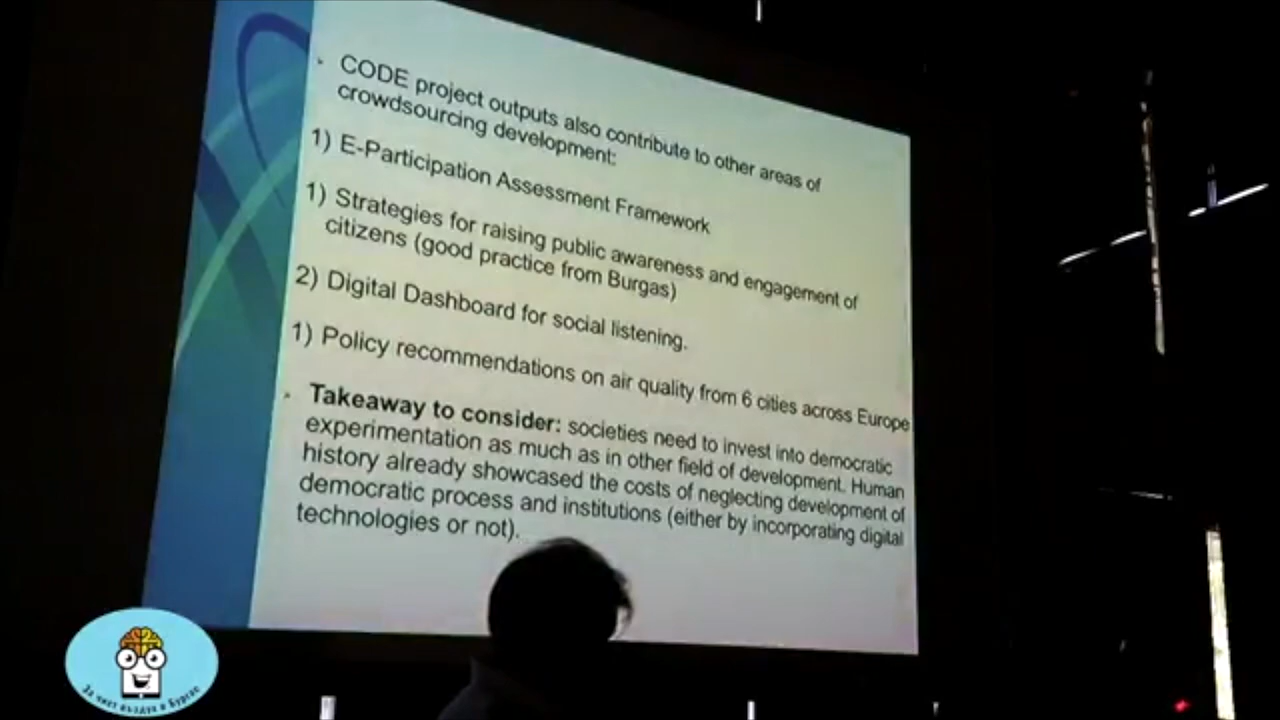 CODE project outputs also contribute to other areas of
crowdsourcing development:
1) E-Participation Assessment Framework
1) Strategies for raising public awareness and engagement of
citizens (good practice from Burgas)
2) Digital Dashboard for social listening.
1) Policy recommendations on air quality from 6 cities across Europe
Takeaway to consider: societies need to invest into democratic
experimentation as much as in other field of development. Human
history already showcased the costs of neglecting development of
democratic process and institutions (either by incorporating digital
technologies or not).
За чист въздух в Бургас